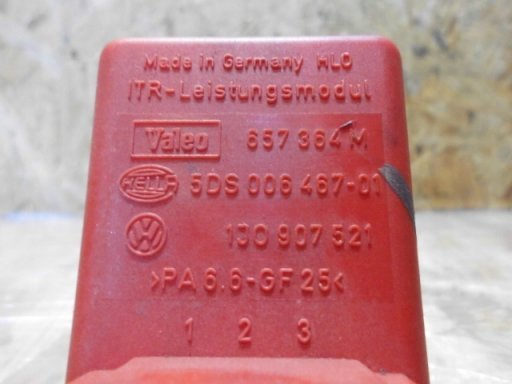 Made in Germany HLO
ITR-Leistungsmodul
Valeo 657 364 M
HELLA 5DS 006 467-01
VW 1J0 907 521
>PA 6.6-GF 25<
1 2 3